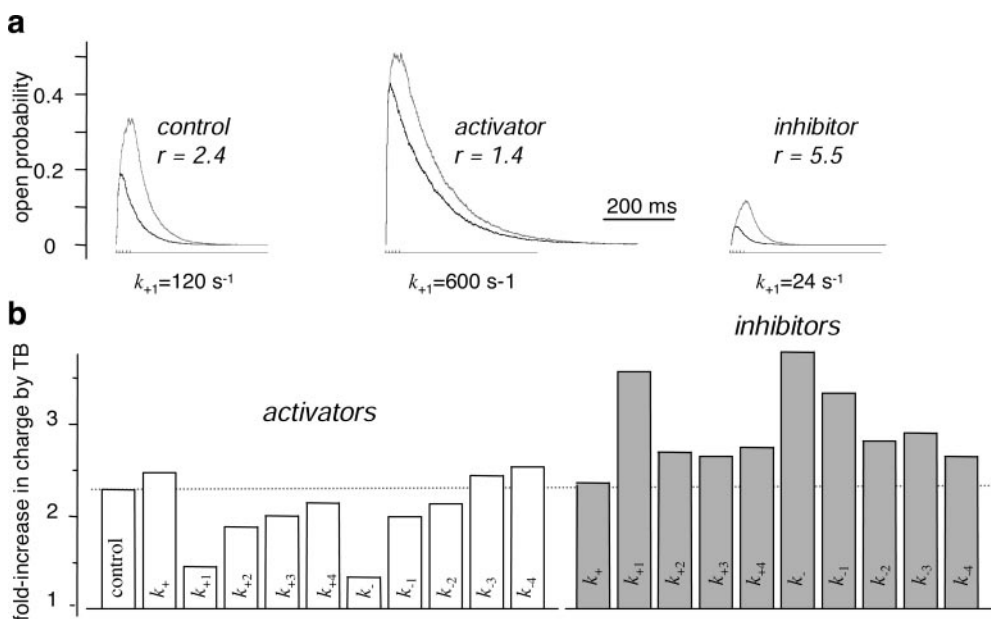 a
open probability
0.4
0.2
0
control
r = 2.4
activator
r = 1.4
inhibitor
r = 5.5
200 ms
k+1=120 s-1
k+1=600 s-1
k+1=24 s-1
b
fold-increase in charge by TB
3
2
1
activators
inhibitors
control
k+
k+1
k+2
k+3
k+4
k-
k-1
k-2
k-3
k-4
k+
k+1
k+2
k+3
k+4
k-
k-1
k-2
k-3
k-4